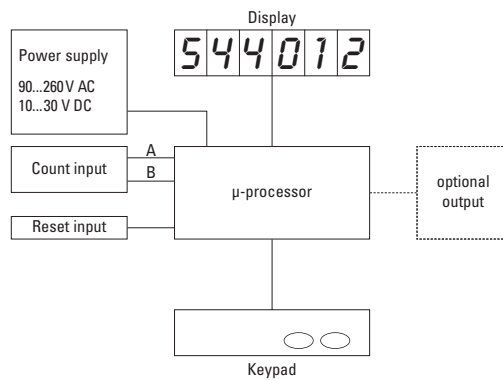 Display
544012
Power supply
90...260 V AC
10...30 V DC
A
Count input
B
µ-processor
optional
output
Reset input
Keypad